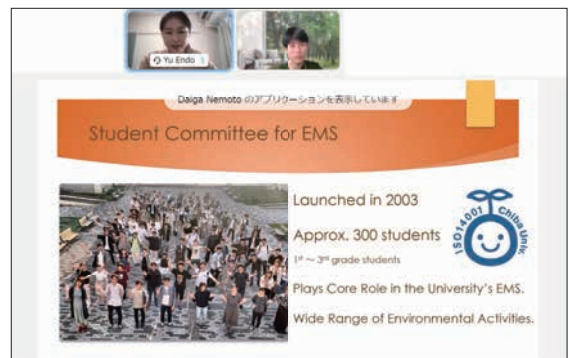 Yu Endo
Daiga Nemoto のアプリケーションを表示しています
Student Committee for EMS
Launched in 2003
Approx. 300 students
1st ～ 3rd grade students
Plays Core Role in the University's EMS.
Wide Range of Environmental Activities.
ISO14001 Chiba Univ.